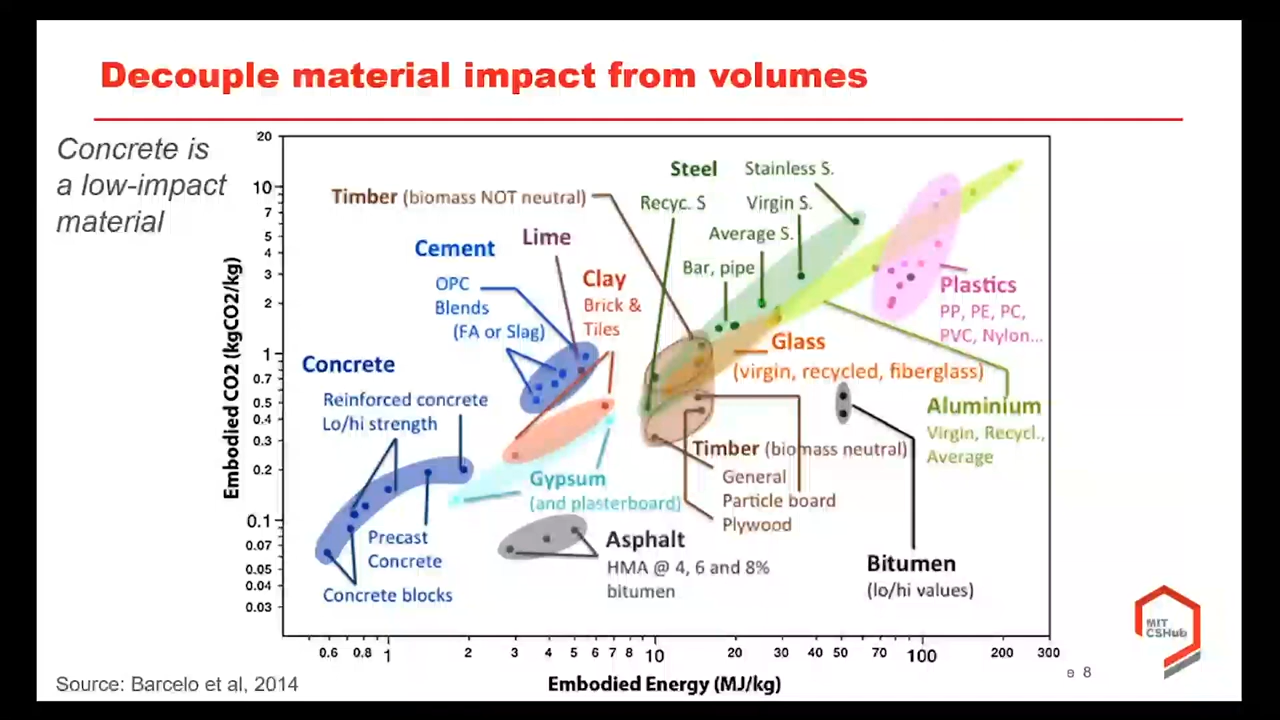 Decouple material impact from volumes
Concrete is
a low-impact
material
Embodied CO2 (kgCO2/kg)
20
10
7
5
4
3
2
1
0.7
0.5
0.3
0.2
0.1
0.07
0.05
0.04
0.03
Timber (biomass NOT neutral)
Steel
Stainless S.
Recyc. S
Virgin S.
Average S.
Bar, pipe
Cement
Lime
OPC
Blends
(FA or Slag)
Clay
Brick &
Tiles
Plastics
PP, PE, PC,
PVC, Nylon...
Glass
(virgin, recycled, fiberglass)
Concrete
Reinforced concrete
Lo/hi strength
Aluminium
Virgin, Recycl.,
Average
Timber (biomass neutral)
General
Particle board
Plywood
Gypsum
(and plasterboard)
Precast
Concrete
Concrete blocks
Asphalt
HMA @ 4, 6 and 8%
bitumen
Bitumen
(lo/hi values)
0.6 0.8 1 2 3 4 5 6 7 8 10 20 30 40 50 70 100 200 300
Embodied Energy (MJ/kg)
Source: Barcelo et al, 2014
MIT
CSHub
e 8